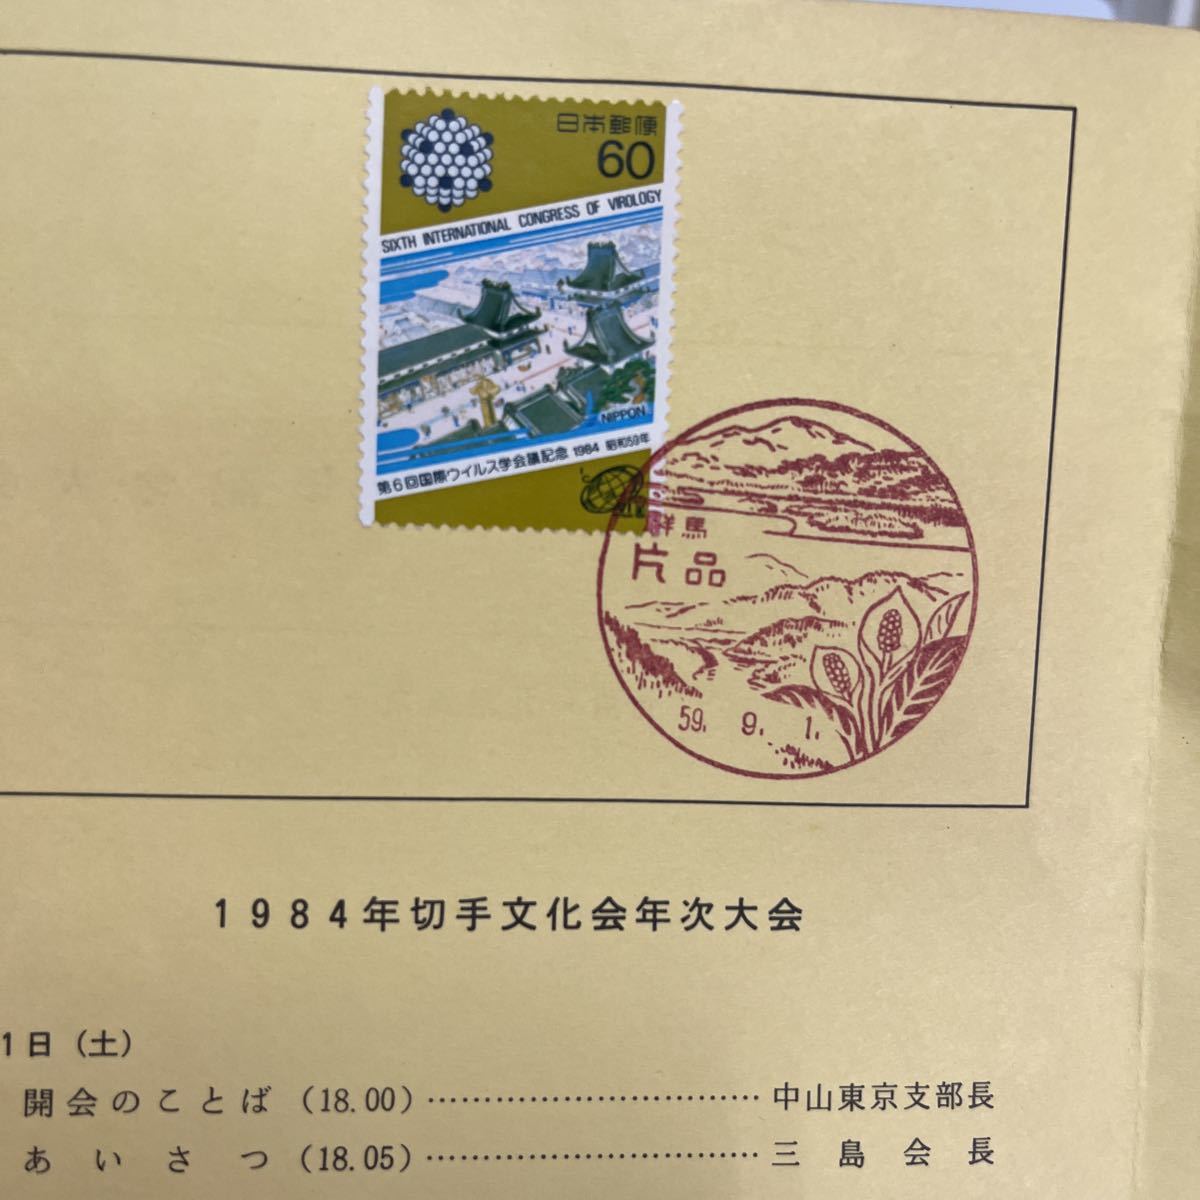 日本郵便
60
SIXTH INTERNATIONAL CONGRESS OF VIROLOGY
NIPPON
第6回国際ウイルス学会議記念 1984 昭和59年
群馬
片品
59. 9. 1.
1984年切手文化会年次大会
1日（土）
開会のことば（18.00）…………………………… 中山東京支部長
あいさつ（18.05）…………………………… 三島会長